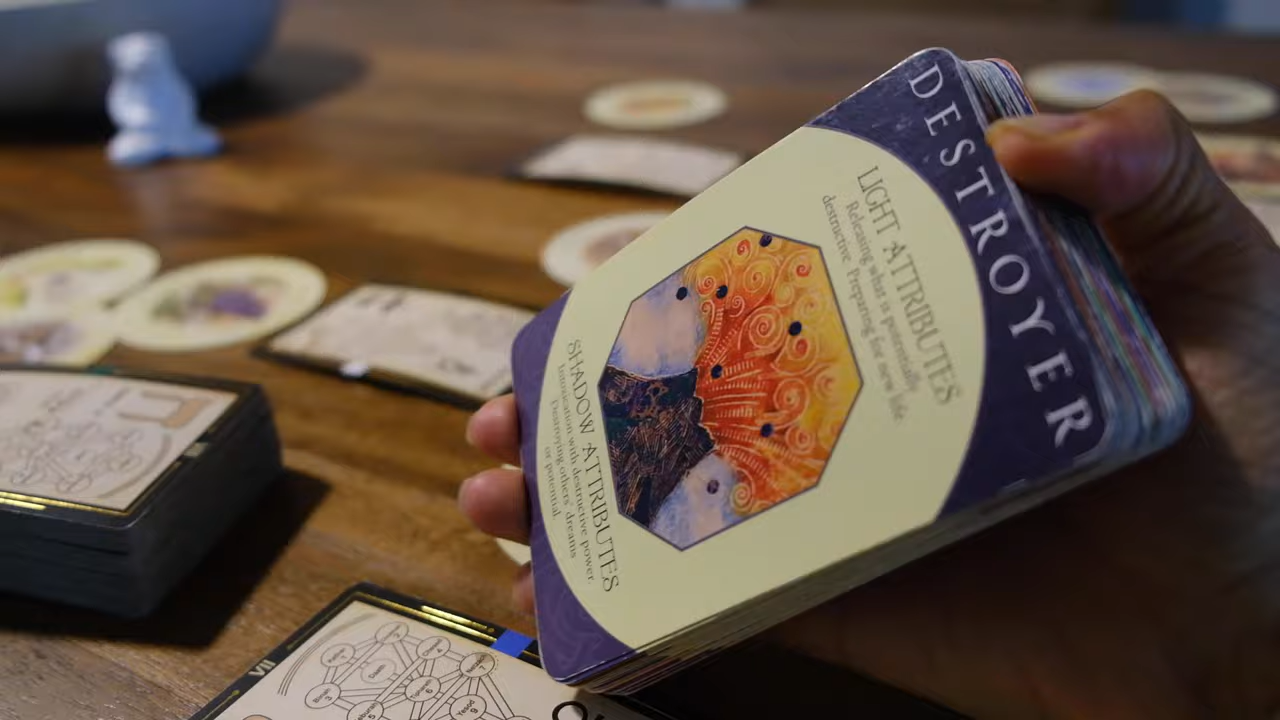 DESTROYER
LIGHT ATTRIBUTES
Releasing what is potentially
destructive. Preparing for new life.
SHADOW ATTRIBUTES
Intoxication with destructive power.
Destroying others' dreams
or potential.
VII